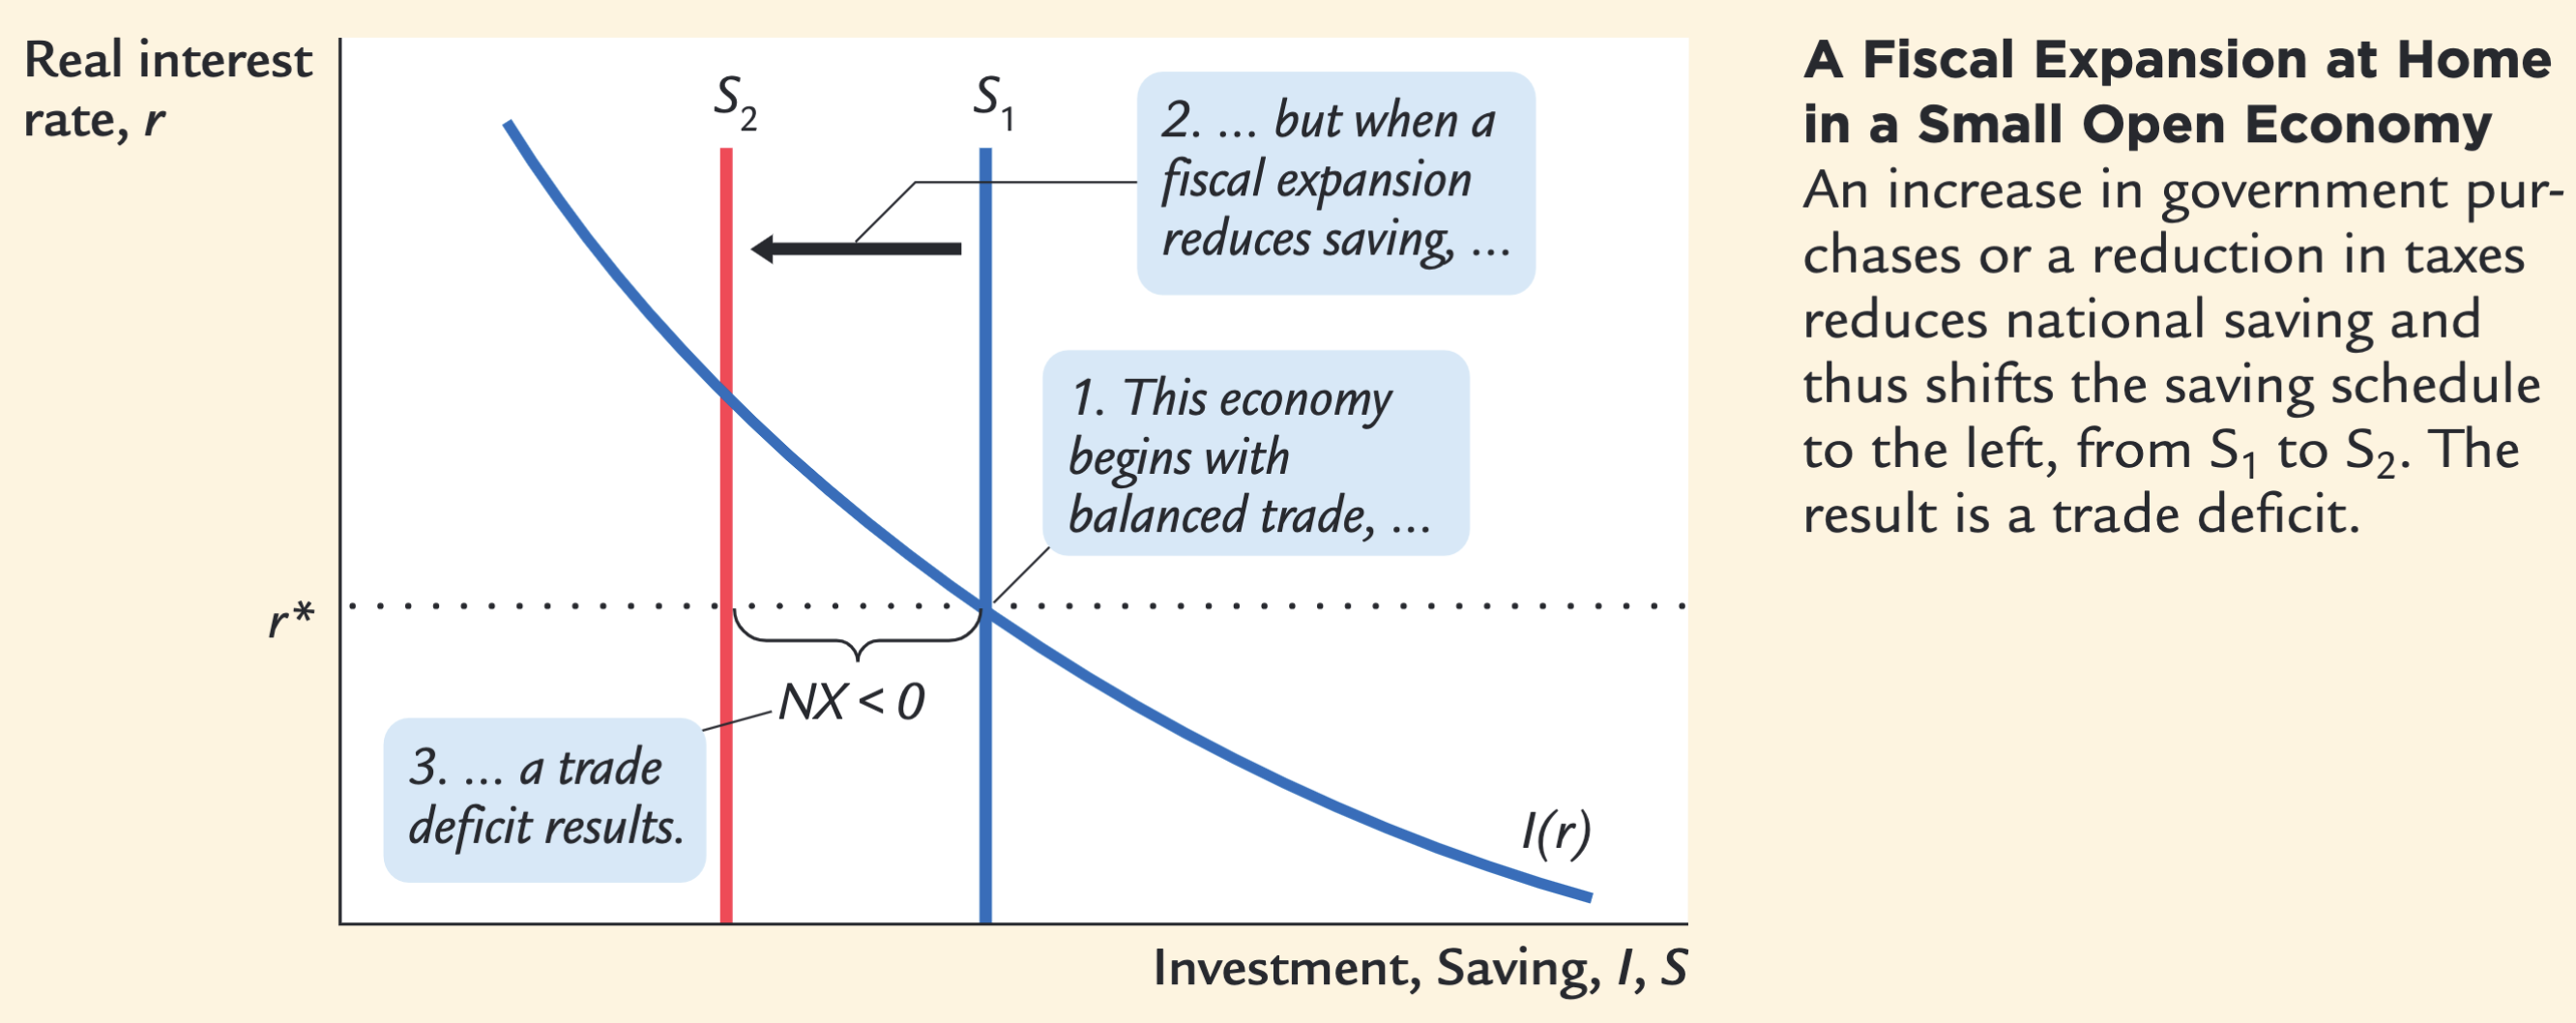 Real interest
rate, r
S₂
S₁
2. ... but when a
fiscal expansion
reduces saving, ...
1. This economy
begins with
balanced trade, ...
r*
NX < 0
3. ... a trade
deficit results.
I(r)
Investment, Saving, I, S
A Fiscal Expansion at Home
in a Small Open Economy
An increase in government pur-
chases or a reduction in taxes
reduces national saving and
thus shifts the saving schedule
to the left, from S₁ to S₂. The
result is a trade deficit.